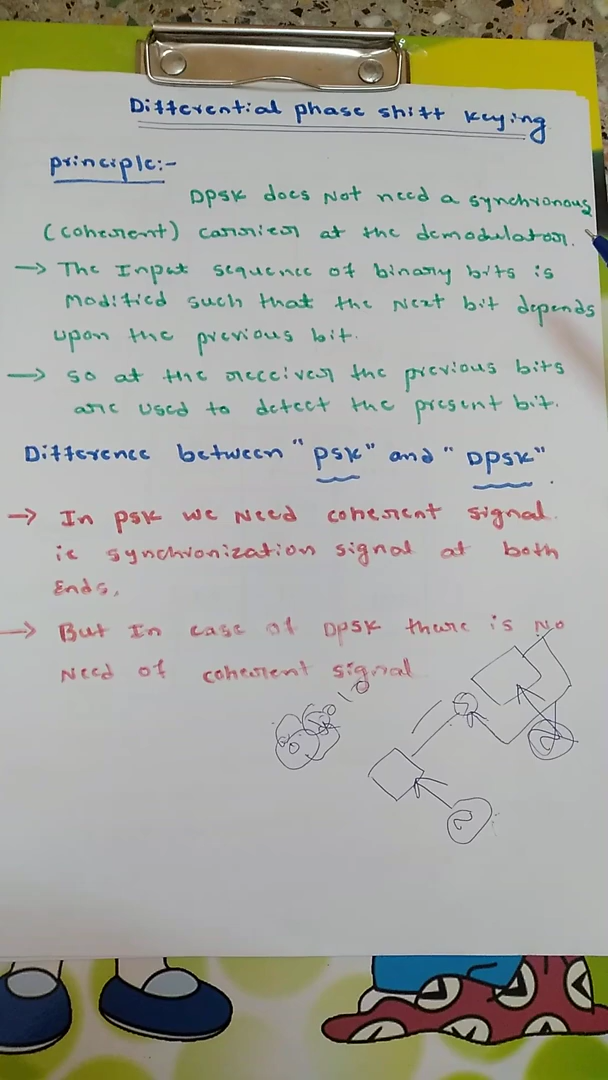 Differential phase shift keying
principle:-
DPSK does Not need a synchronous
(coherent) carrier at the demodulator.
→ The Input sequence of binary bits is
Modified such that the Next bit depends
upon the previous bit.
→ so at the receiver the previous bits
are used to detect the present bit.
Difference between "PSK" and "DPSK".
→ In PSK we Need coherent signal.
ie synchronization signal at both
Ends.
→ But In case of DPSK there is No
Need of coherent signal